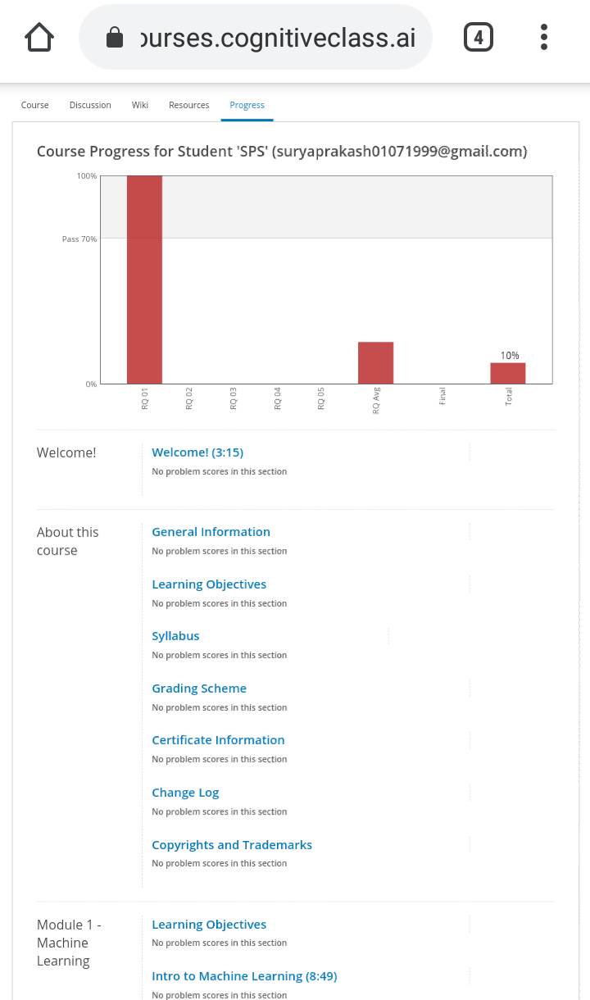 ourses.cognitiveclass.ai
4
Course Discussion Wiki Resources Progress
Course Progress for Student 'SPS' (suryaprakash01071999@gmail.com)
100%
Pass 70%
10%
0%
RQ 01 RQ 02 RQ 03 RQ 04 RQ 05 RQ Avg Final Total
Welcome!
Welcome! (3:15)
No problem scores in this section
About this
course
General Information
No problem scores in this section
Learning Objectives
No problem scores in this section
Syllabus
No problem scores in this section
Grading Scheme
No problem scores in this section
Certificate Information
No problem scores in this section
Change Log
No problem scores in this section
Copyrights and Trademarks
No problem scores in this section
Module 1 -
Machine
Learning
Learning Objectives
No problem scores in this section
Intro to Machine Learning (8:49)
No problem scores in this section